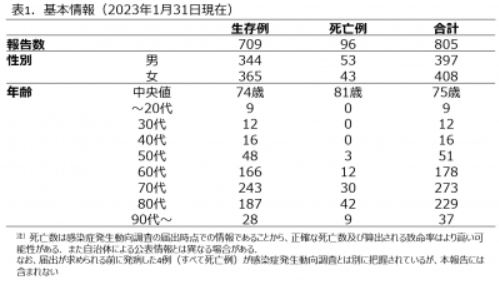 表1．基本情報（2023年1月31日現在）
生存例 死亡例 合計
報告数 709 96 805
性別 男 344 53 397
女 365 43 408
年齢 中央値 74歳 81歳 75歳
～20代 9 0 9
30代 12 0 12
40代 16 0 16
50代 48 3 51
60代 166 12 178
70代 243 30 273
80代 187 42 229
90代～ 28 9 37
注）死亡数は感染症発生動向調査の届出時点での情報であることから、正確な死亡数及び算出される致命率はより高い可
能性がある、また自治体による公表情報とは異なる場合がある。
なお、届出が求められる前に発病した4例（すべて死亡例）が感染症発生動向調査とは別に把握されているが、本報告には
含まれない